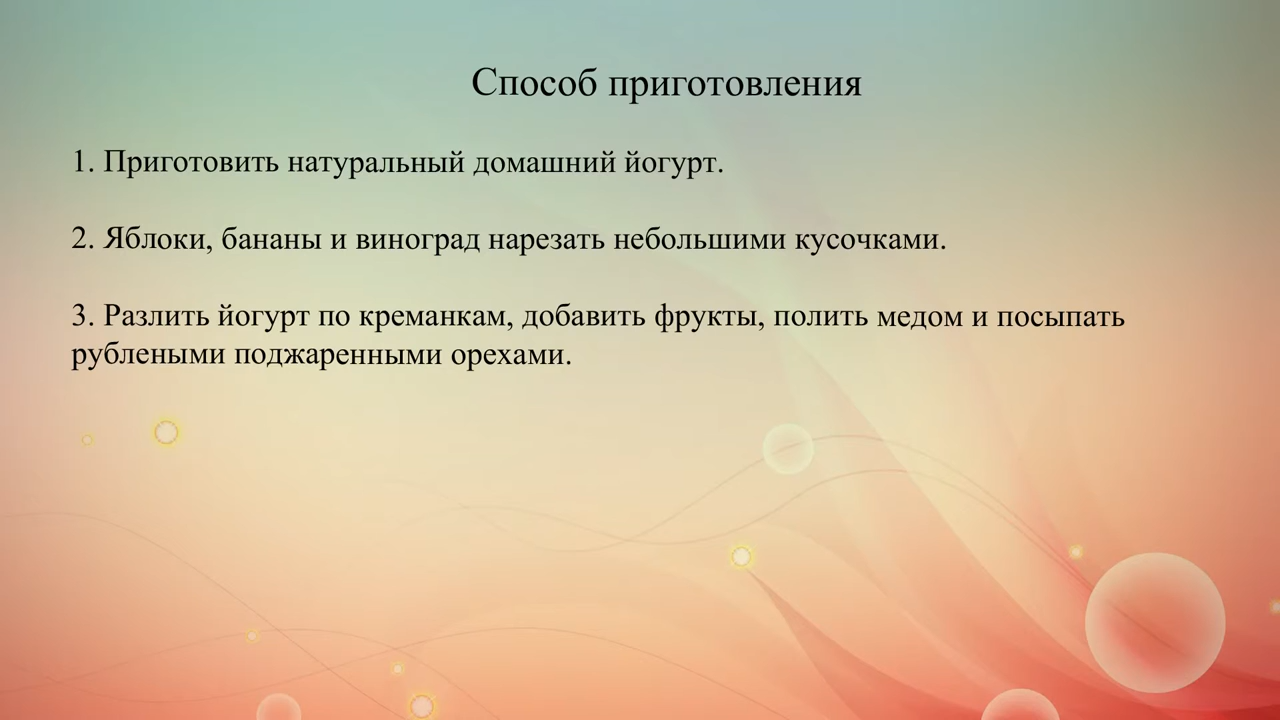 Способ приготовления
1. Приготовить натуральный домашний йогурт.
2. Яблоки, бананы и виноград нарезать небольшими кусочками.
3. Разлить йогурт по креманкам, добавить фрукты, полить медом и посыпать
рублеными поджаренными орехами.